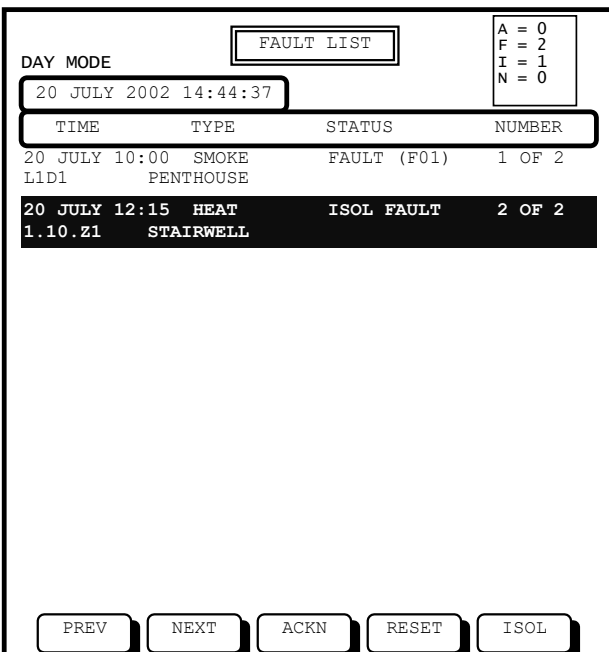 FAULT LIST
A = 0
F = 2
I = 1
N = 0
DAY MODE
20 JULY 2002 14:44:37
TIME TYPE STATUS NUMBER
20 JULY 10:00 SMOKE FAULT (F01) 1 OF 2
L1D1 PENTHOUSE
20 JULY 12:15 HEAT ISOL FAULT 2 OF 2
1.10.Z1 STAIRWELL
PREV NEXT ACKN RESET ISOL